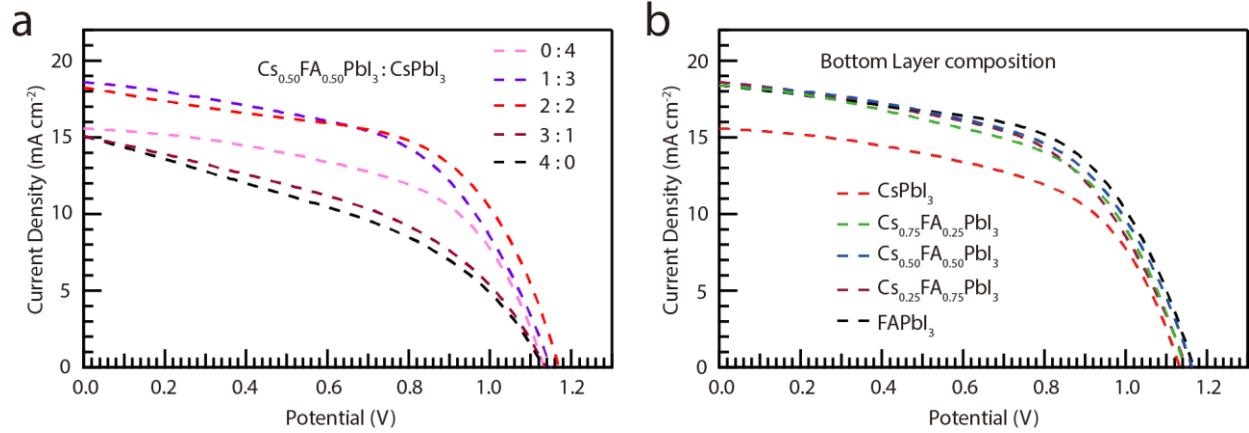 a
Current Density (mA cm⁻²)
20
15
10
5
0
Cs₀.₅₀FA₀.₅₀PbI₃ : CsPbI₃
0 : 4
1 : 3
2 : 2
3 : 1
4 : 0
0.0 0.2 0.4 0.6 0.8 1.0 1.2
Potential (V)
b
Current Density (mA cm⁻²)
20
15
10
5
0
Bottom Layer composition
CsPbI₃
Cs₀.₇₅FA₀.₂₅PbI₃
Cs₀.₅₀FA₀.₅₀PbI₃
Cs₀.₂₅FA₀.₇₅PbI₃
FAPbI₃
0.0 0.2 0.4 0.6 0.8 1.0 1.2
Potential (V)